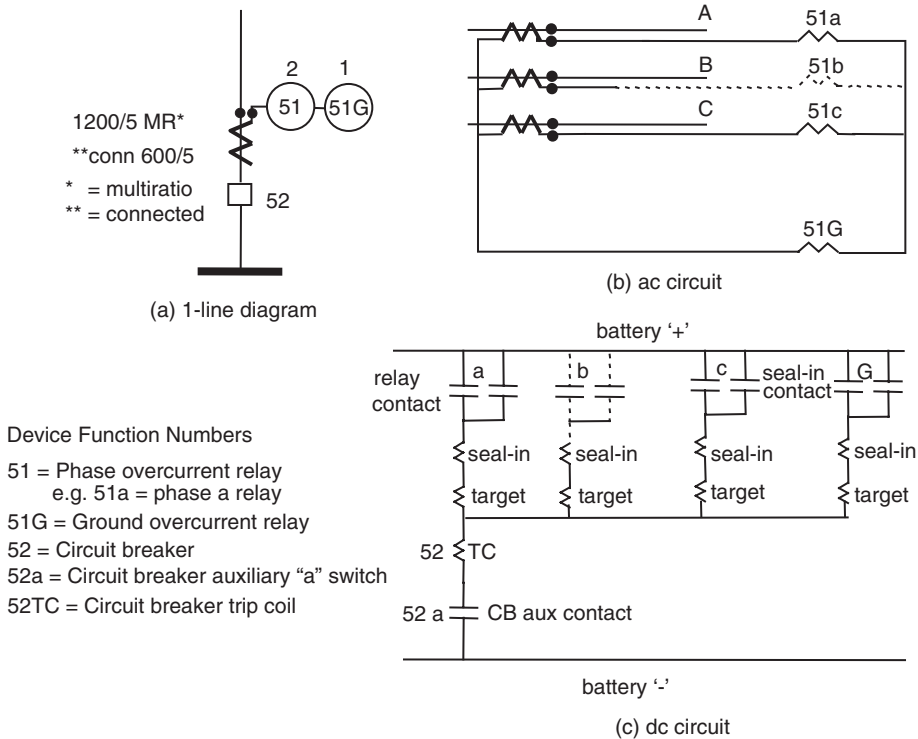 2 1
51 51G
1200/5 MR*
**conn 600/5
* = multiratio
** = connected
52
(a) 1-line diagram
A
51a
B
51b
C
51c
51G
(b) ac circuit
battery ‘+’
relay
contact
a
b
c
seal-in
contact
G
seal-in
seal-in
seal-in
seal-in
target
target
target
target
52 TC
52 a CB aux contact
battery ‘-’
(c) dc circuit
Device Function Numbers
51 = Phase overcurrent relay
e.g. 51a = phase a relay
51G = Ground overcurrent relay
52 = Circuit breaker
52a = Circuit breaker auxiliary “a” switch
52TC = Circuit breaker trip coil